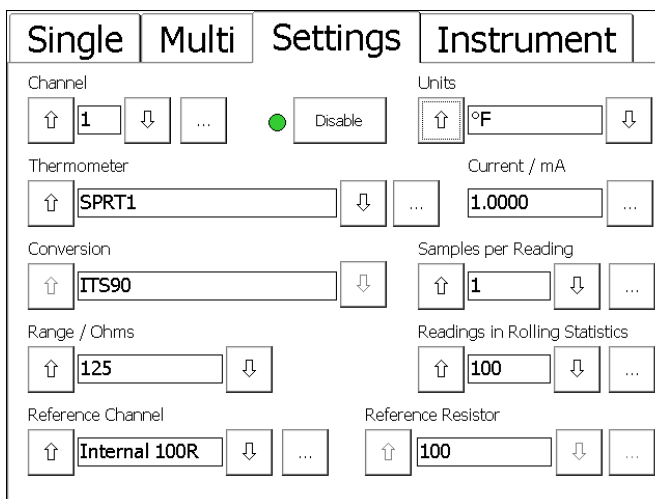 Single Multi Settings Instrument
Channel Units
1 ... Disable °F
Thermometer Current / mA
SPRT1 ... 1.0000 ...
Conversion Samples per Reading
ITS90 1 ...
Range / Ohms Readings in Rolling Statistics
125 100 ...
Reference Channel Reference Resistor
Internal 100R ... 100 ...